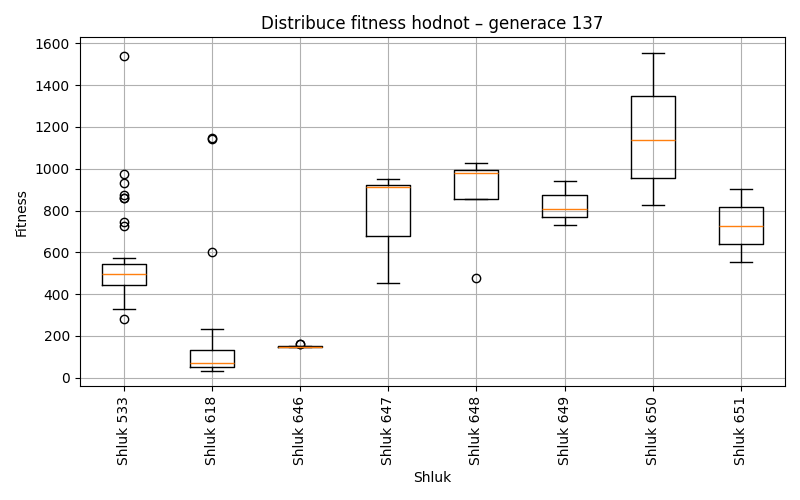 Distribuce fitness hodnot – generace 137
Fitness
1600
1400
1200
1000
800
600
400
200
0
Shluk 533
Shluk 618
Shluk 646
Shluk 647
Shluk 648
Shluk 649
Shluk 650
Shluk 651
Shluk